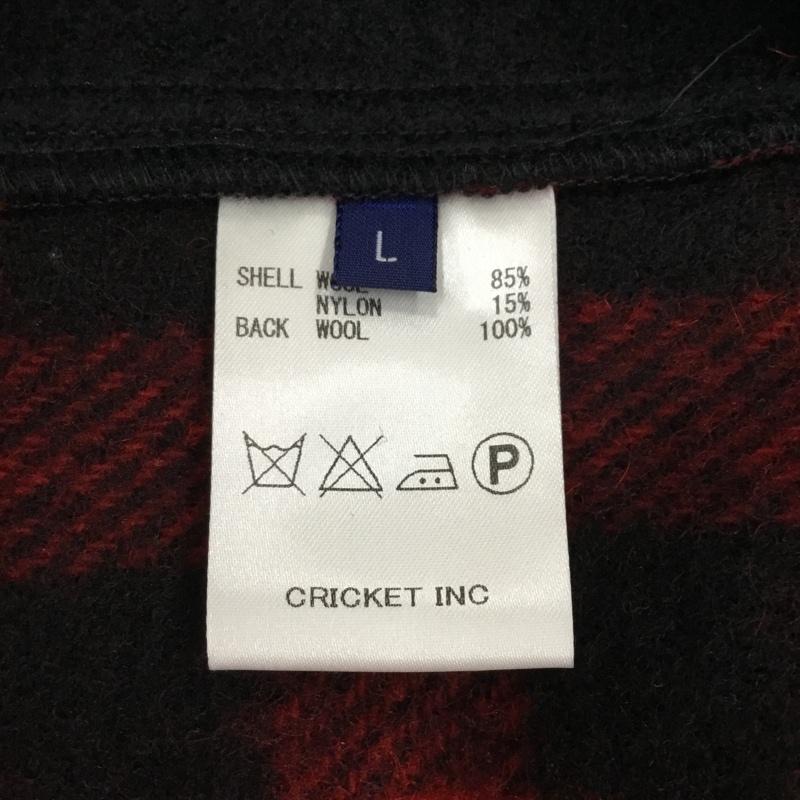 L
SHELL 85%
NYLON 15%
BACK WOOL 100%
P
CRICKET INC